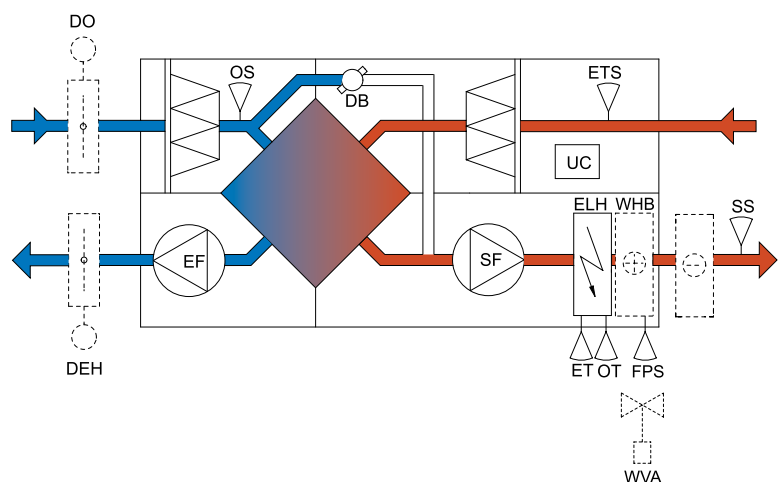 DO
OS
DB
ETS
UC
EF
SF
ELH WHB
SS
DEH
ET OT FPS
WVA